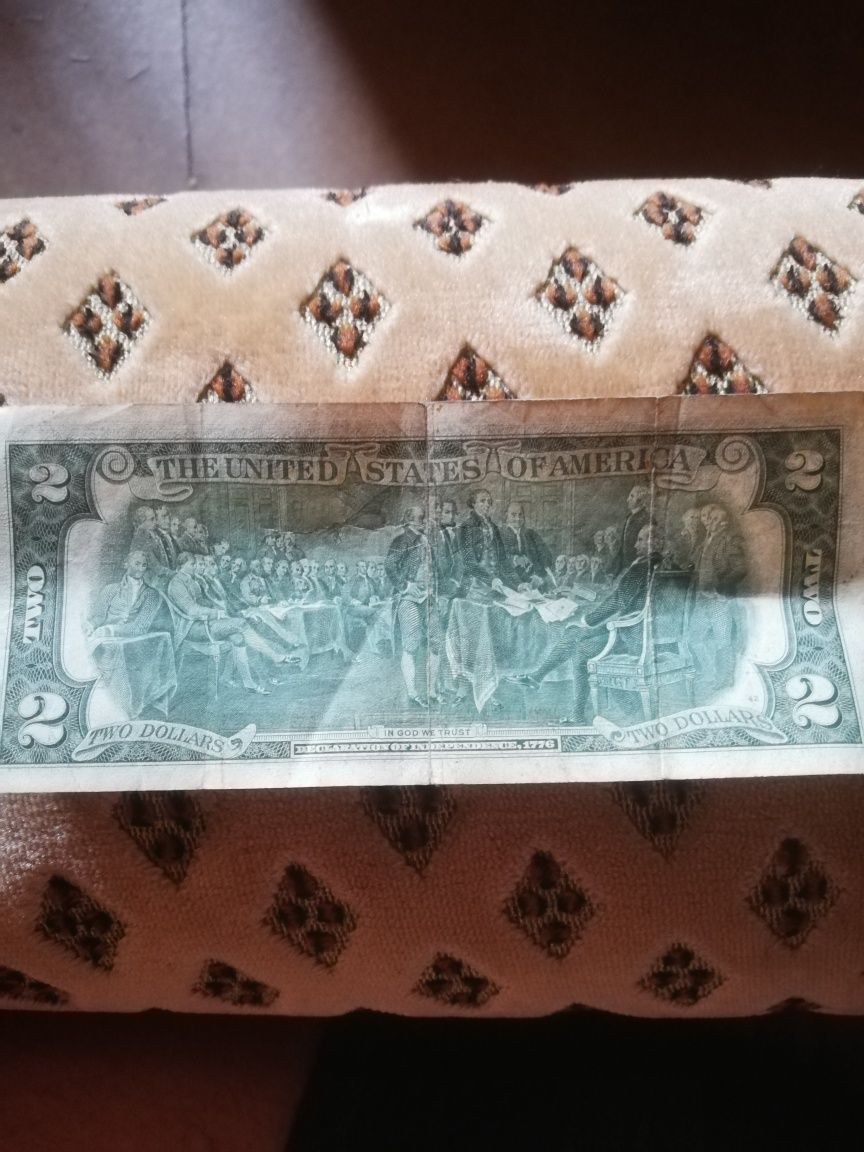 2 THE UNITED STATES OF AMERICA 2
TWO TWO
2 TWO DOLLARS IN GOD WE TRUST TWO DOLLARS 2
DECLARATION OF INDEPENDENCE, 1776